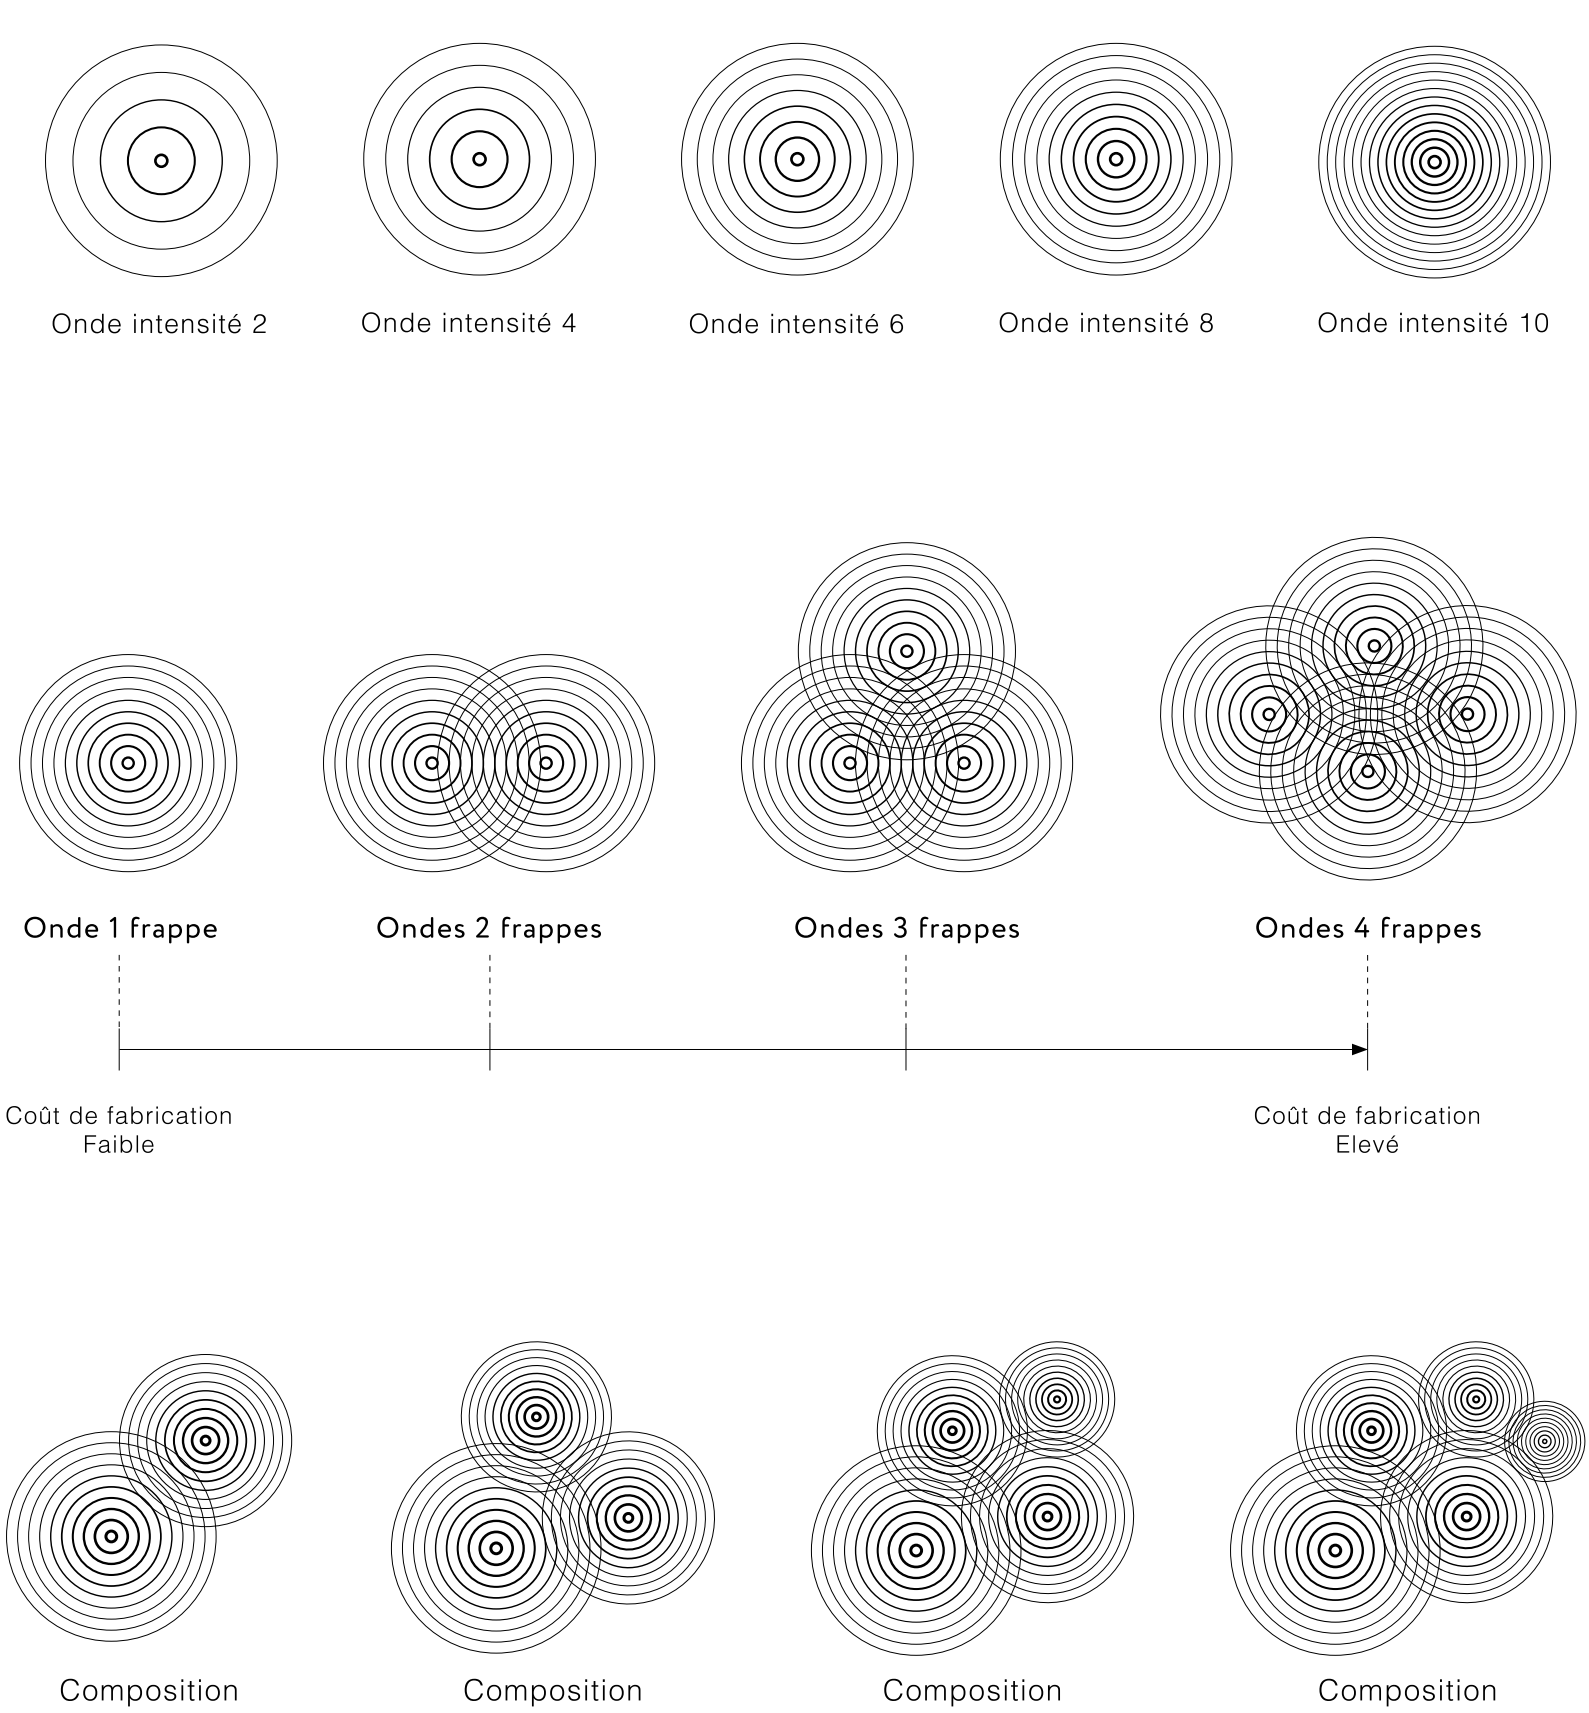 Onde intensité 2
Onde intensité 4
Onde intensité 6
Onde intensité 8
Onde intensité 10
Onde 1 frappe
Ondes 2 frappes
Ondes 3 frappes
Ondes 4 frappes
Coût de fabrication
Faible
Coût de fabrication
Elevé
Composition
Composition
Composition
Composition